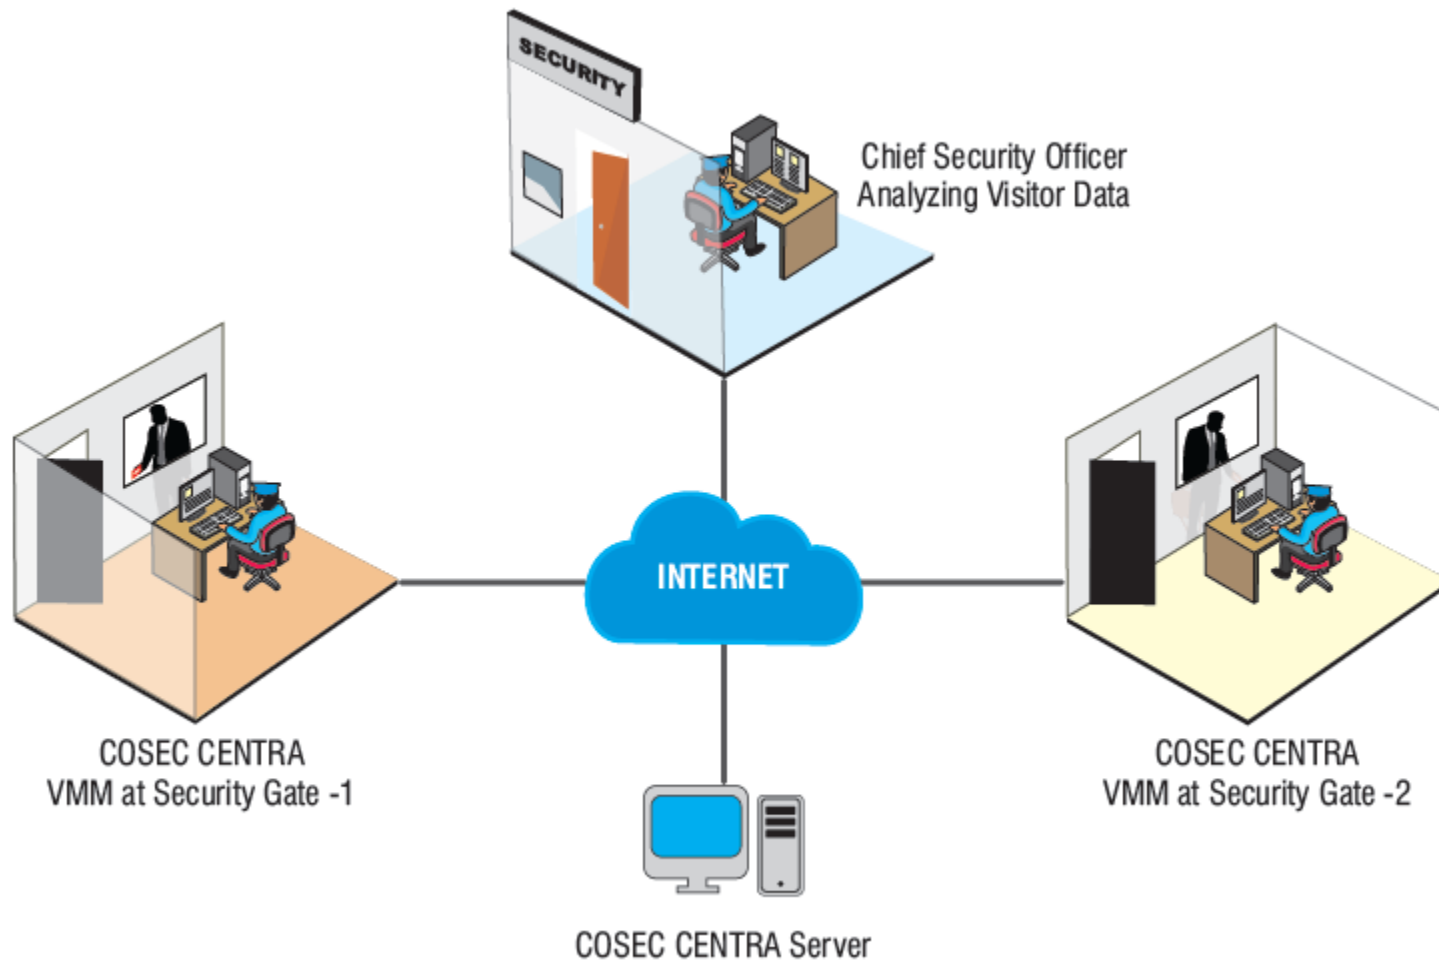 SECURITY
Chief Security Officer
Analyzing Visitor Data
INTERNET
COSEC CENTRA
VMM at Security Gate -1
COSEC CENTRA
VMM at Security Gate -2
COSEC CENTRA Server